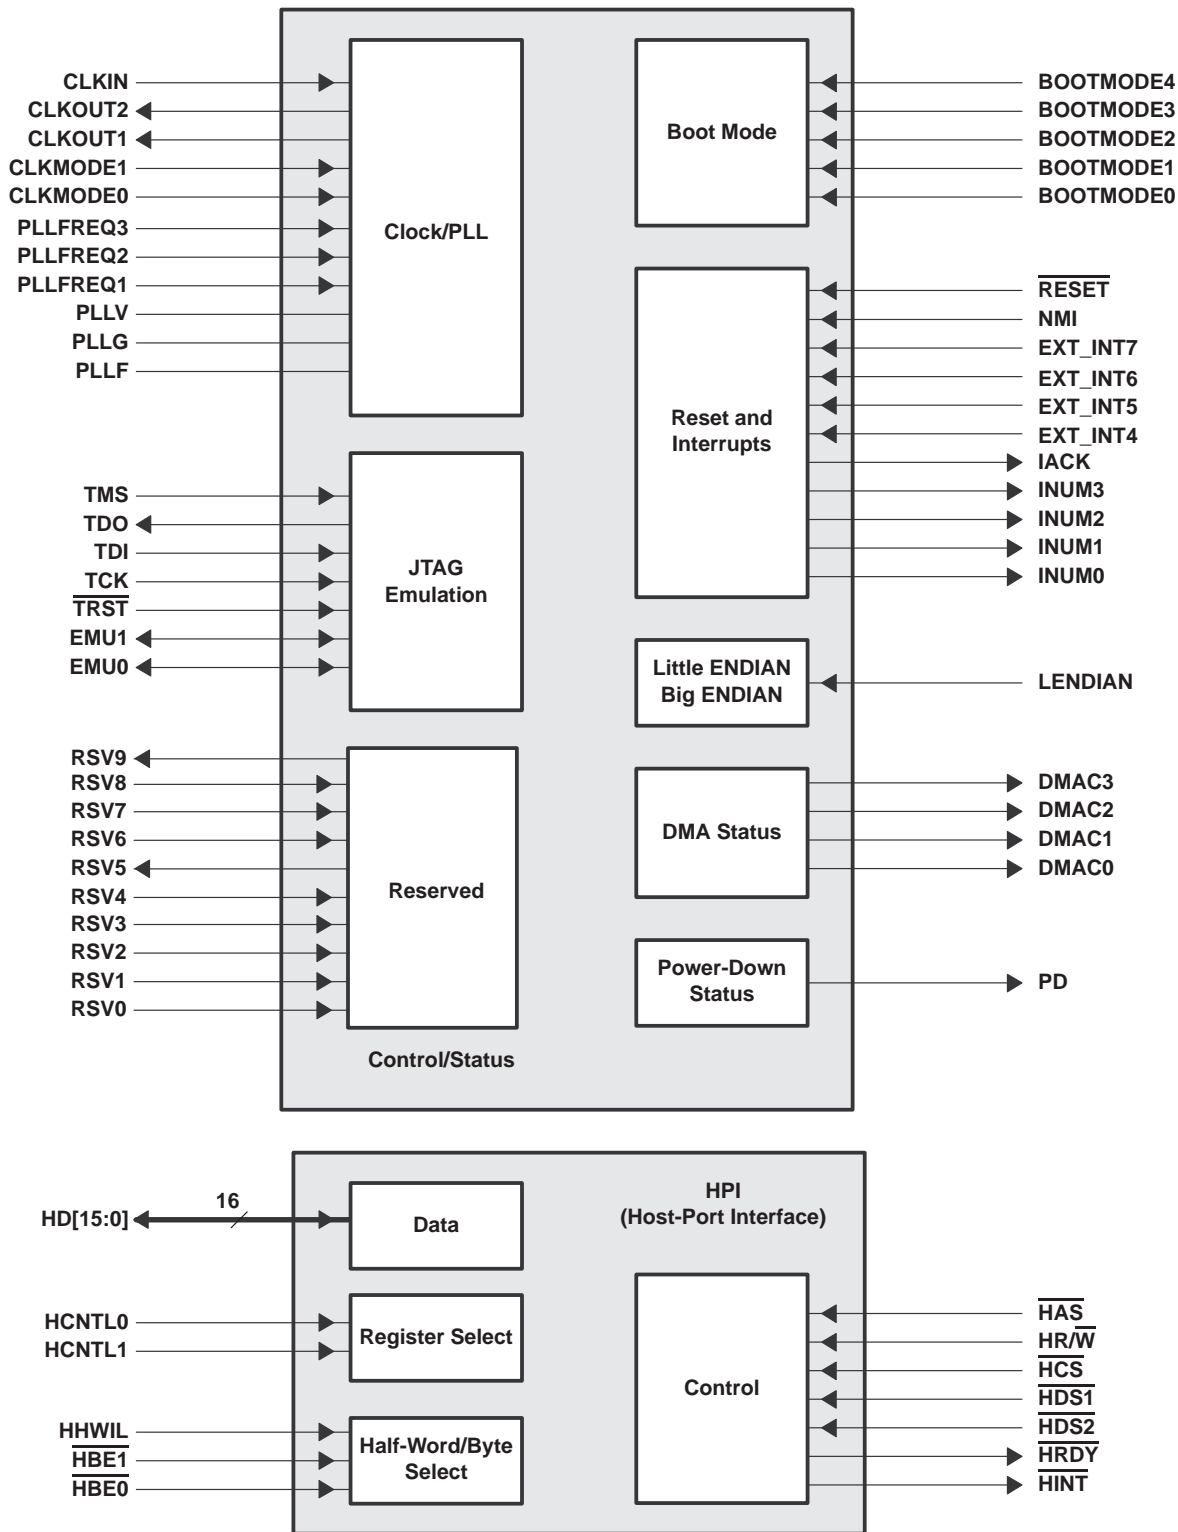 CLKIN
CLKOUT2
CLKOUT1
CLKMODE1
CLKMODE0
PLLFREQ3
PLLFREQ2
PLLFREQ1
PLLV
PLLG
PLLF
Clock/PLL
TMS
TDO
TDI
TCK
TRST
EMU1
EMU0
JTAG
Emulation
RSV9
RSV8
RSV7
RSV6
RSV5
RSV4
RSV3
RSV2
RSV1
RSV0
Reserved
Control/Status
Boot Mode
BOOTMODE4
BOOTMODE3
BOOTMODE2
BOOTMODE1
BOOTMODE0
Reset and
Interrupts
RESET
NMI
EXT_INT7
EXT_INT6
EXT_INT5
EXT_INT4
IACK
INUM3
INUM2
INUM1
INUM0
Little ENDIAN
Big ENDIAN
LENDIAN
DMA Status
DMAC3
DMAC2
DMAC1
DMAC0
Power-Down
Status
PD
HD[15:0]
16
Data
HPI
(Host-Port Interface)
HCNTL0
HCNTL1
Register Select
HHWIL
HBE1
HBE0
Half-Word/Byte
Select
Control
HAS
HR/W
HCS
HDS1
HDS2
HRDY
HINT